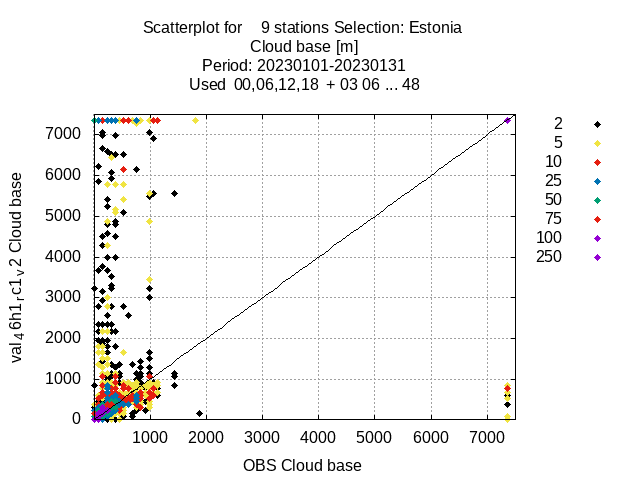 Scatterplot for 9 stations Selection: Estonia
Cloud base [m]
Period: 20230101-20230131
Used 00,06,12,18 + 03 06 ... 48
val₄6h1ᵣc1ᵥ2 Cloud base
7000
6000
5000
4000
3000
2000
1000
0
1000 2000 3000 4000 5000 6000 7000
OBS Cloud base
2
5
10
25
50
75
100
250